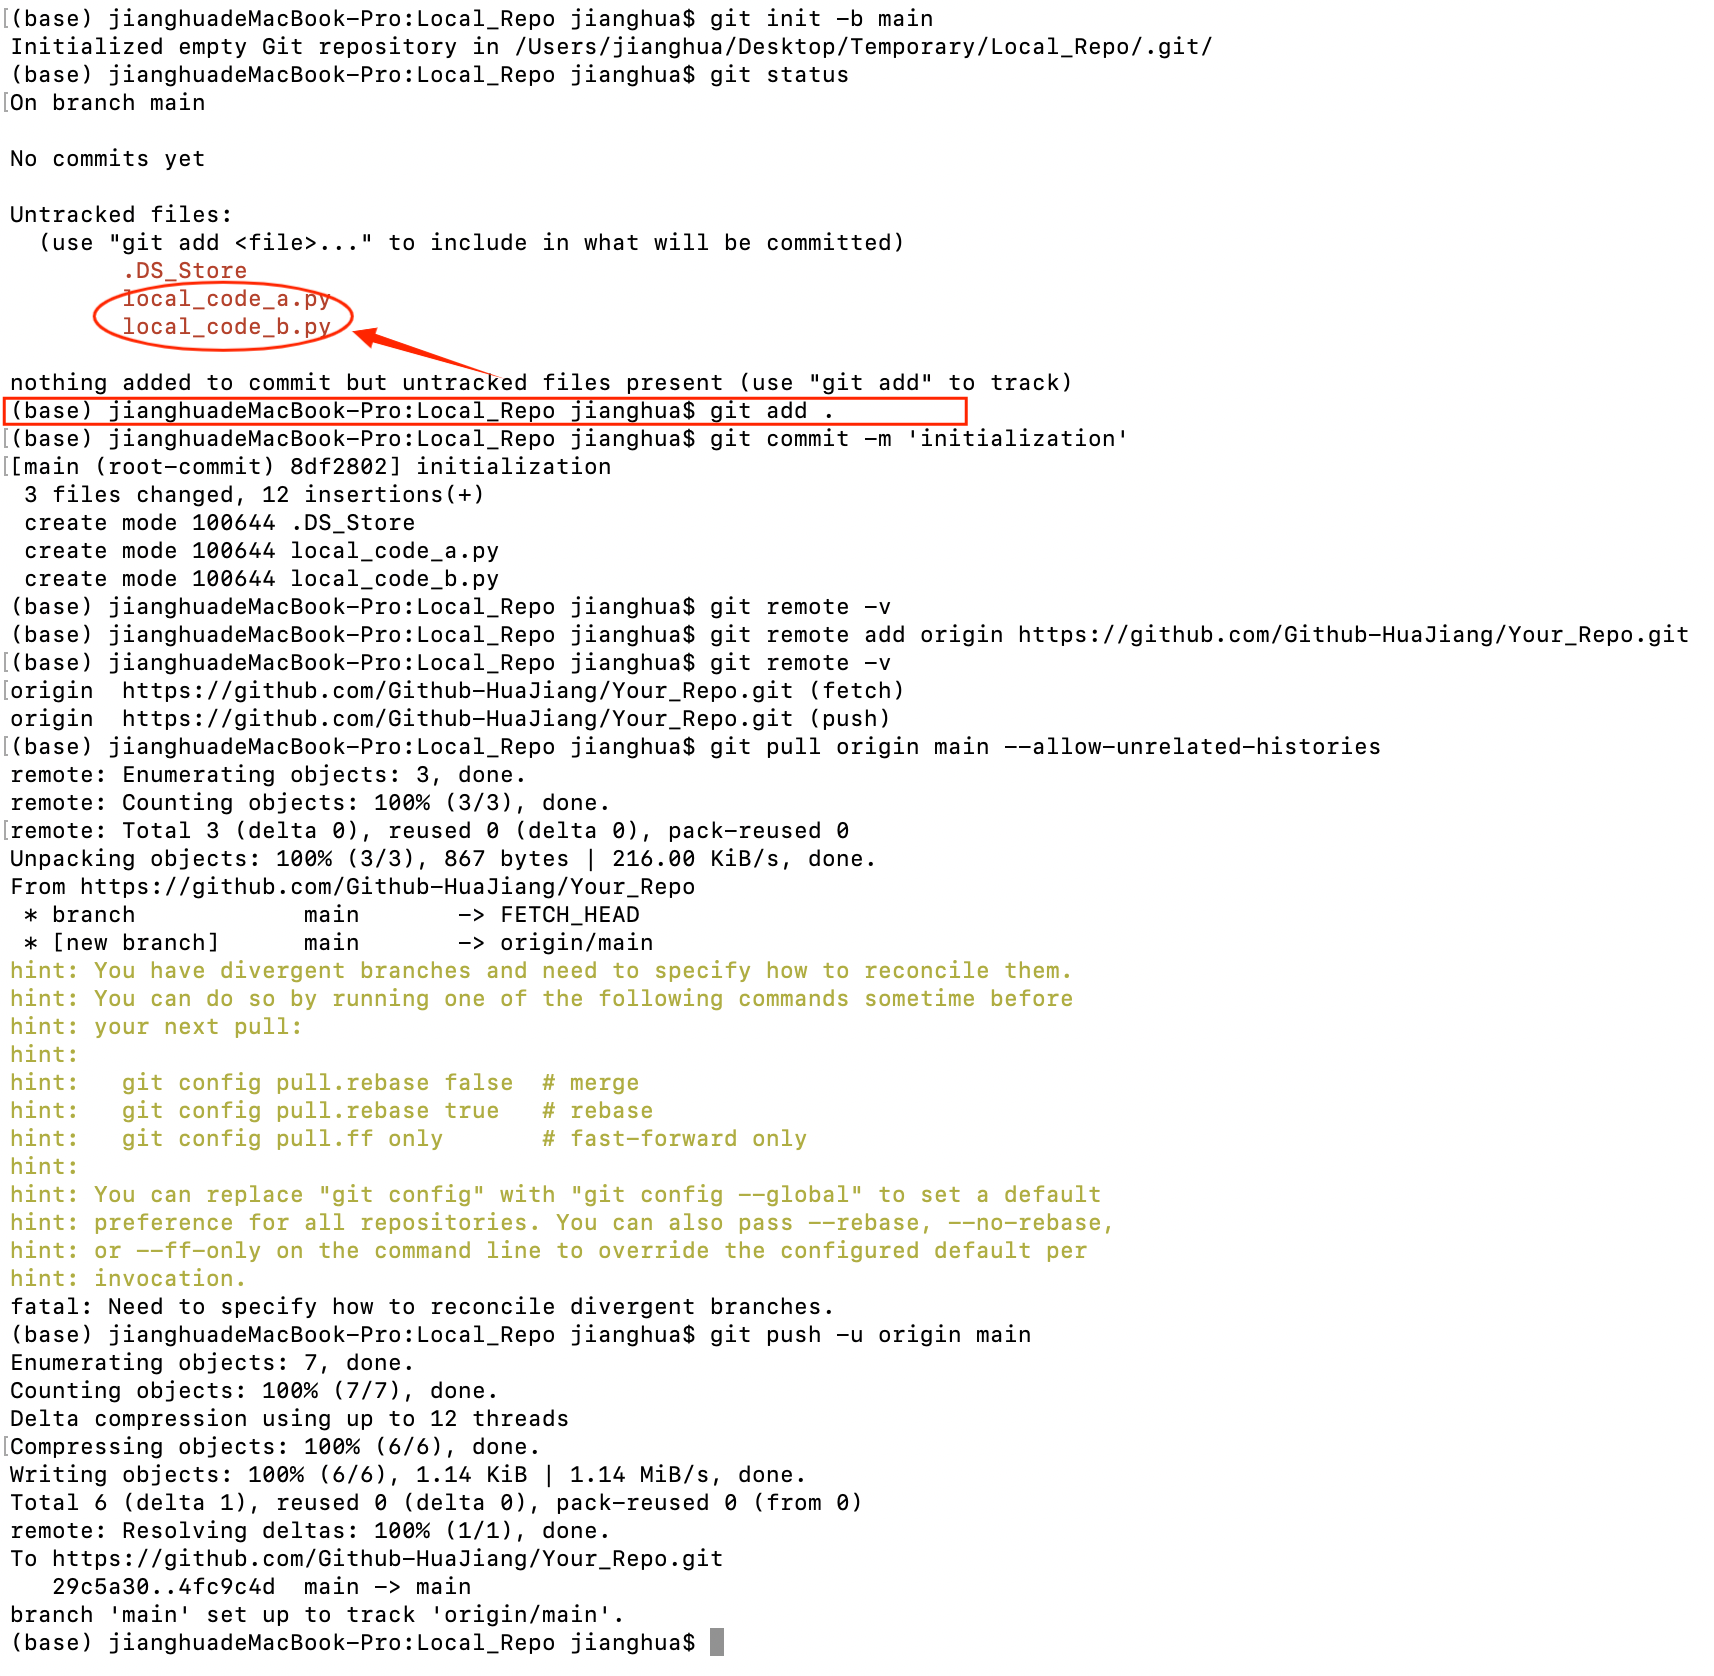 (base) jianghuadeMacBook-Pro:Local_Repo jianghua$ git init -b main
Initialized empty Git repository in /Users/jianghua/Desktop/Temporary/Local_Repo/.git/
(base) jianghuadeMacBook-Pro:Local_Repo jianghua$ git status
On branch main
No commits yet
Untracked files:
  (use "git add <file>..." to include in what will be committed)
        .DS_Store
        local_code_a.py
        local_code_b.py
nothing added to commit but untracked files present (use "git add" to track)
(base) jianghuadeMacBook-Pro:Local_Repo jianghua$ git add .
(base) jianghuadeMacBook-Pro:Local_Repo jianghua$ git commit -m 'initialization'
[main (root-commit) 8df2802] initialization
 3 files changed, 12 insertions(+)
 create mode 100644 .DS_Store
 create mode 100644 local_code_a.py
 create mode 100644 local_code_b.py
(base) jianghuadeMacBook-Pro:Local_Repo jianghua$ git remote -v
(base) jianghuadeMacBook-Pro:Local_Repo jianghua$ git remote add origin https://github.com/Github-HuaJiang/Your_Repo.git
(base) jianghuadeMacBook-Pro:Local_Repo jianghua$ git remote -v
origin  https://github.com/Github-HuaJiang/Your_Repo.git (fetch)
origin  https://github.com/Github-HuaJiang/Your_Repo.git (push)
(base) jianghuadeMacBook-Pro:Local_Repo jianghua$ git pull origin main --allow-unrelated-histories
remote: Enumerating objects: 3, done.
remote: Counting objects: 100% (3/3), done.
remote: Total 3 (delta 0), reused 0 (delta 0), pack-reused 0
Unpacking objects: 100% (3/3), 867 bytes | 216.00 KiB/s, done.
From https://github.com/Github-HuaJiang/Your_Repo
 * branch            main       -> FETCH_HEAD
 * [new branch]      main       -> origin/main
hint: You have divergent branches and need to specify how to reconcile them.
hint: You can do so by running one of the following commands sometime before
hint: your next pull:
hint:
hint:   git config pull.rebase false  # merge
hint:   git config pull.rebase true   # rebase
hint:   git config pull.ff only       # fast-forward only
hint:
hint: You can replace "git config" with "git config --global" to set a default
hint: preference for all repositories. You can also pass --rebase, --no-rebase,
hint: or --ff-only on the command line to override the configured default per
hint: invocation.
fatal: Need to specify how to reconcile divergent branches.
(base) jianghuadeMacBook-Pro:Local_Repo jianghua$ git push -u origin main
Enumerating objects: 7, done.
Counting objects: 100% (7/7), done.
Delta compression using up to 12 threads
Compressing objects: 100% (6/6), done.
Writing objects: 100% (6/6), 1.14 KiB | 1.14 MiB/s, done.
Total 6 (delta 1), reused 0 (delta 0), pack-reused 0 (from 0)
remote: Resolving deltas: 100% (1/1), done.
To https://github.com/Github-HuaJiang/Your_Repo.git
   29c5a30..4fc9c4d  main -> main
branch 'main' set up to track 'origin/main'.
(base) jianghuadeMacBook-Pro:Local_Repo jianghua$